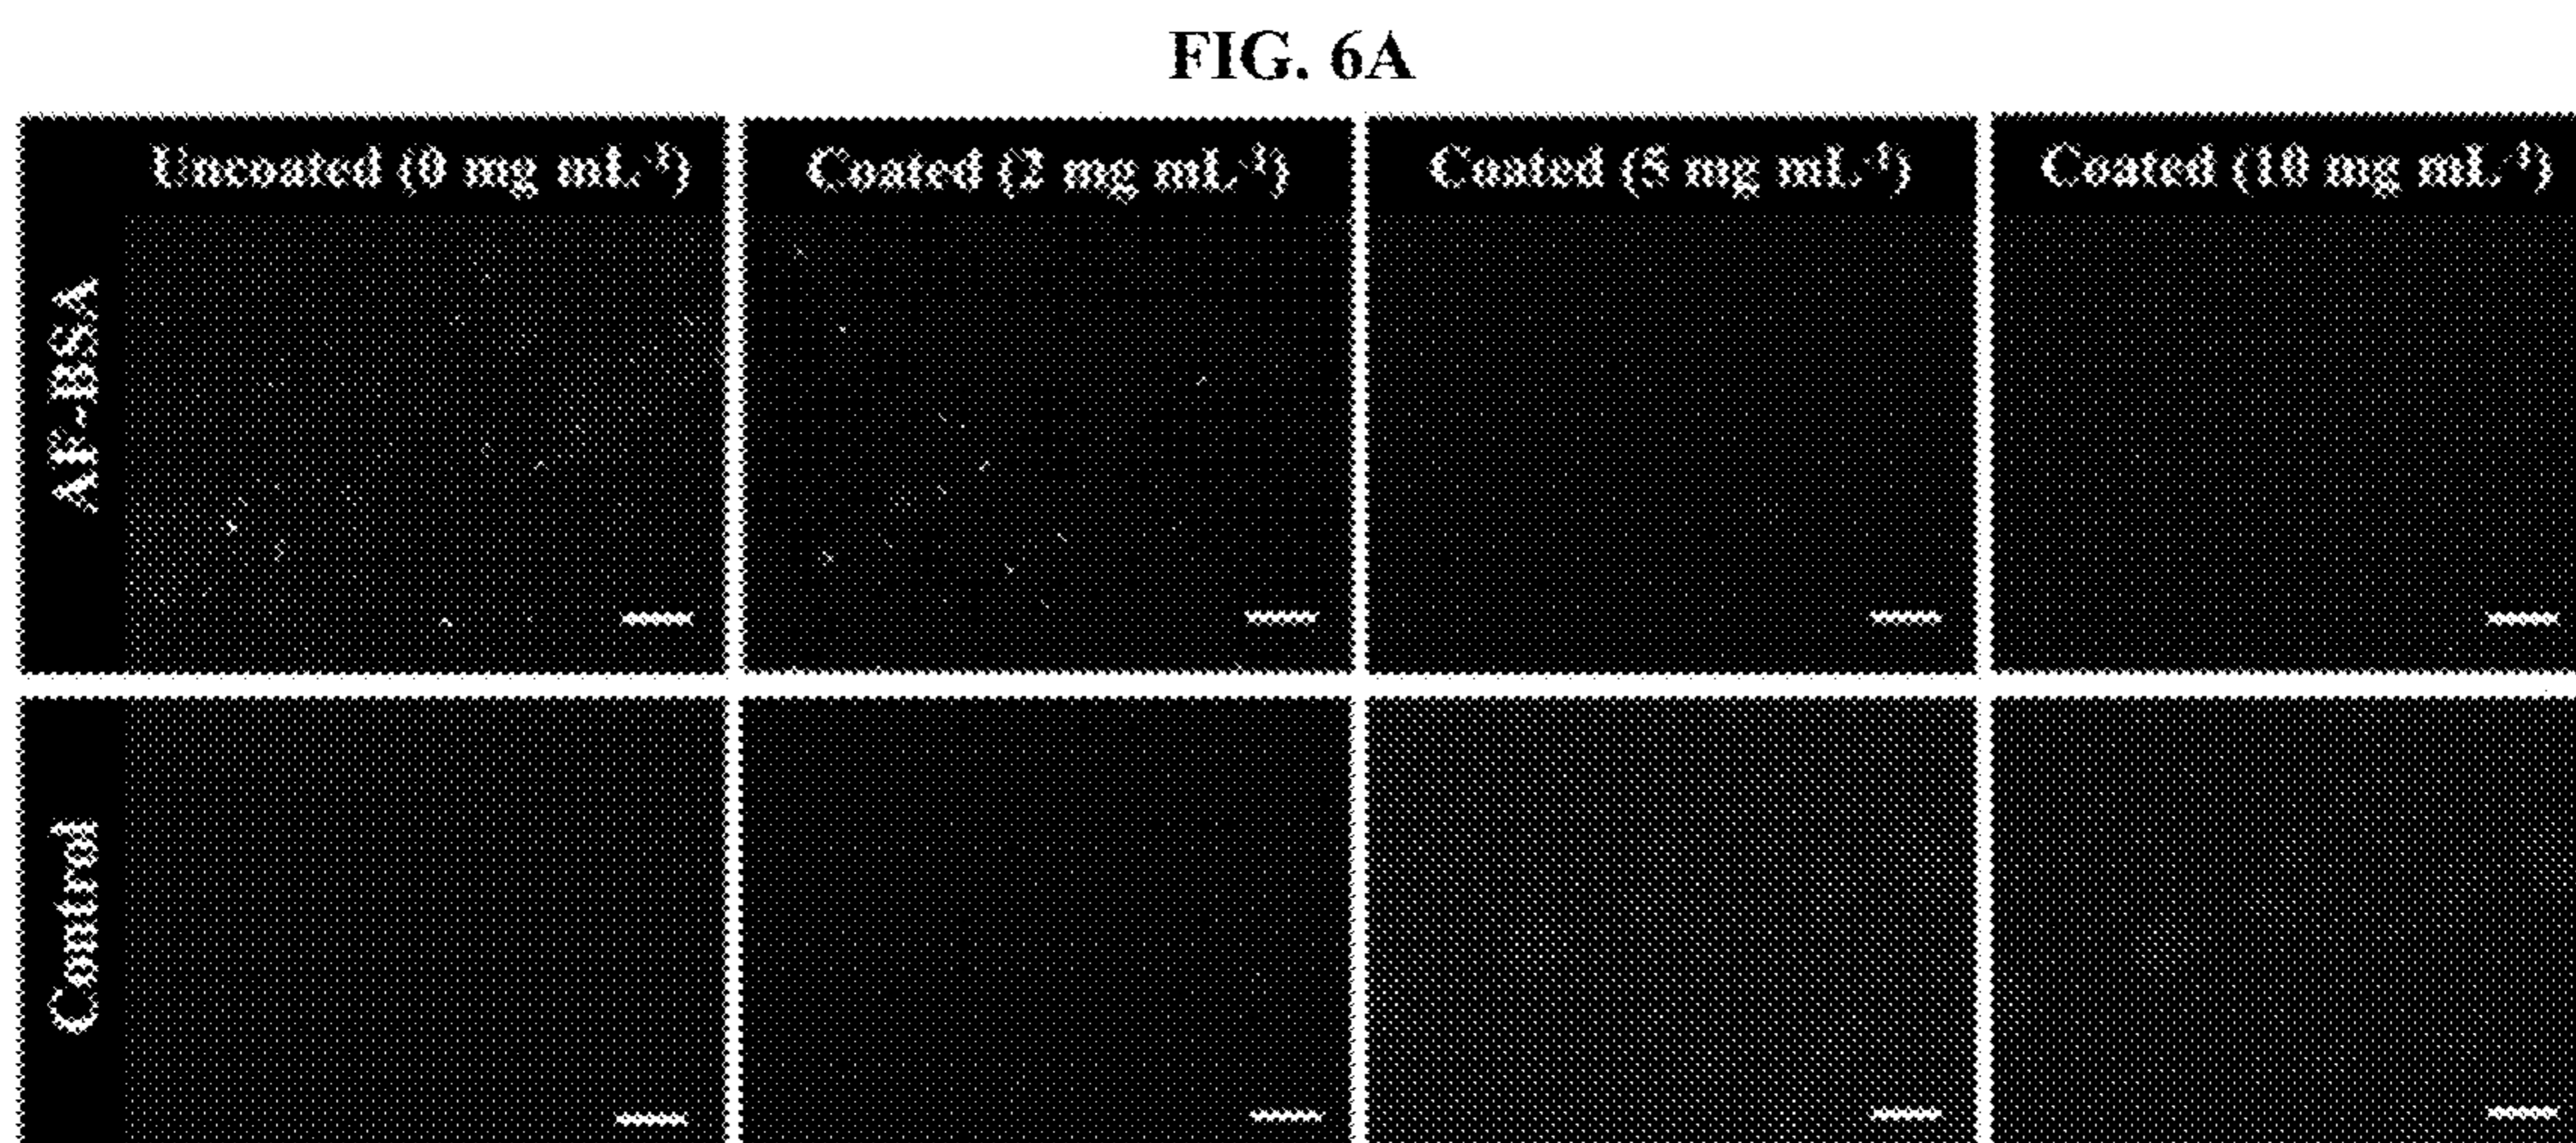 FIG. 6A
Uncoated (0 mg mL⁻¹)
Coated (2 mg mL⁻¹)
Coated (5 mg mL⁻¹)
Coated (10 mg mL⁻¹)
AF-BSA
Control